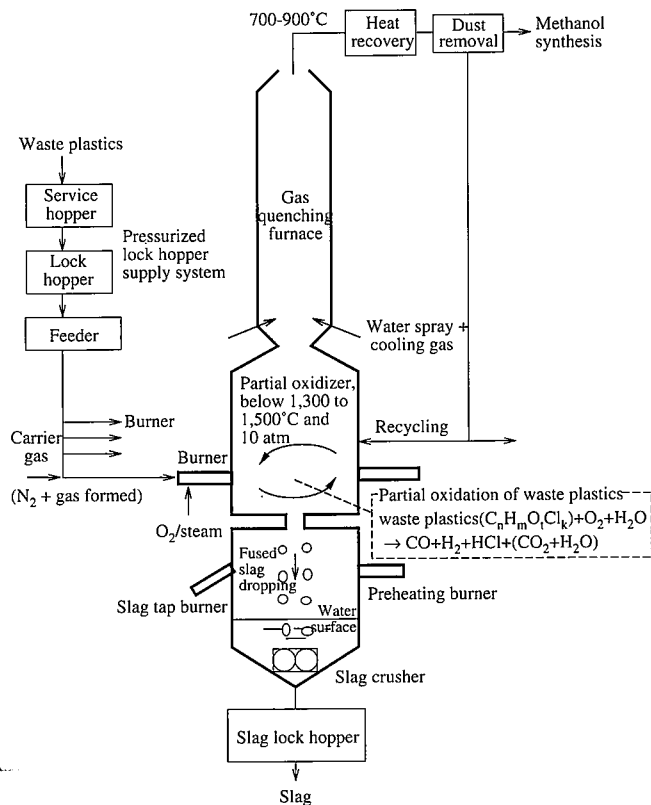 700-900°C
Heat
recovery
Dust
removal
Methanol
synthesis
Waste plastics
Service
hopper
Lock
hopper
Pressurized
lock hopper
supply system
Feeder
Gas
quenching
furnace
Water spray +
cooling gas
Partial oxidizer,
below 1,300 to
1,500°C and
10 atm
Recycling
Burner
Carrier
gas
Burner
(N2 + gas formed)
O2/steam
Partial oxidation of waste plastics
waste plastics(CnHmOtClk)+O2+H2O
→ CO+H2+HCl+(CO2+H2O)
Fused
slag
dropping
Slag tap burner
Preheating burner
Water
surface
Slag crusher
Slag lock hopper
Slag